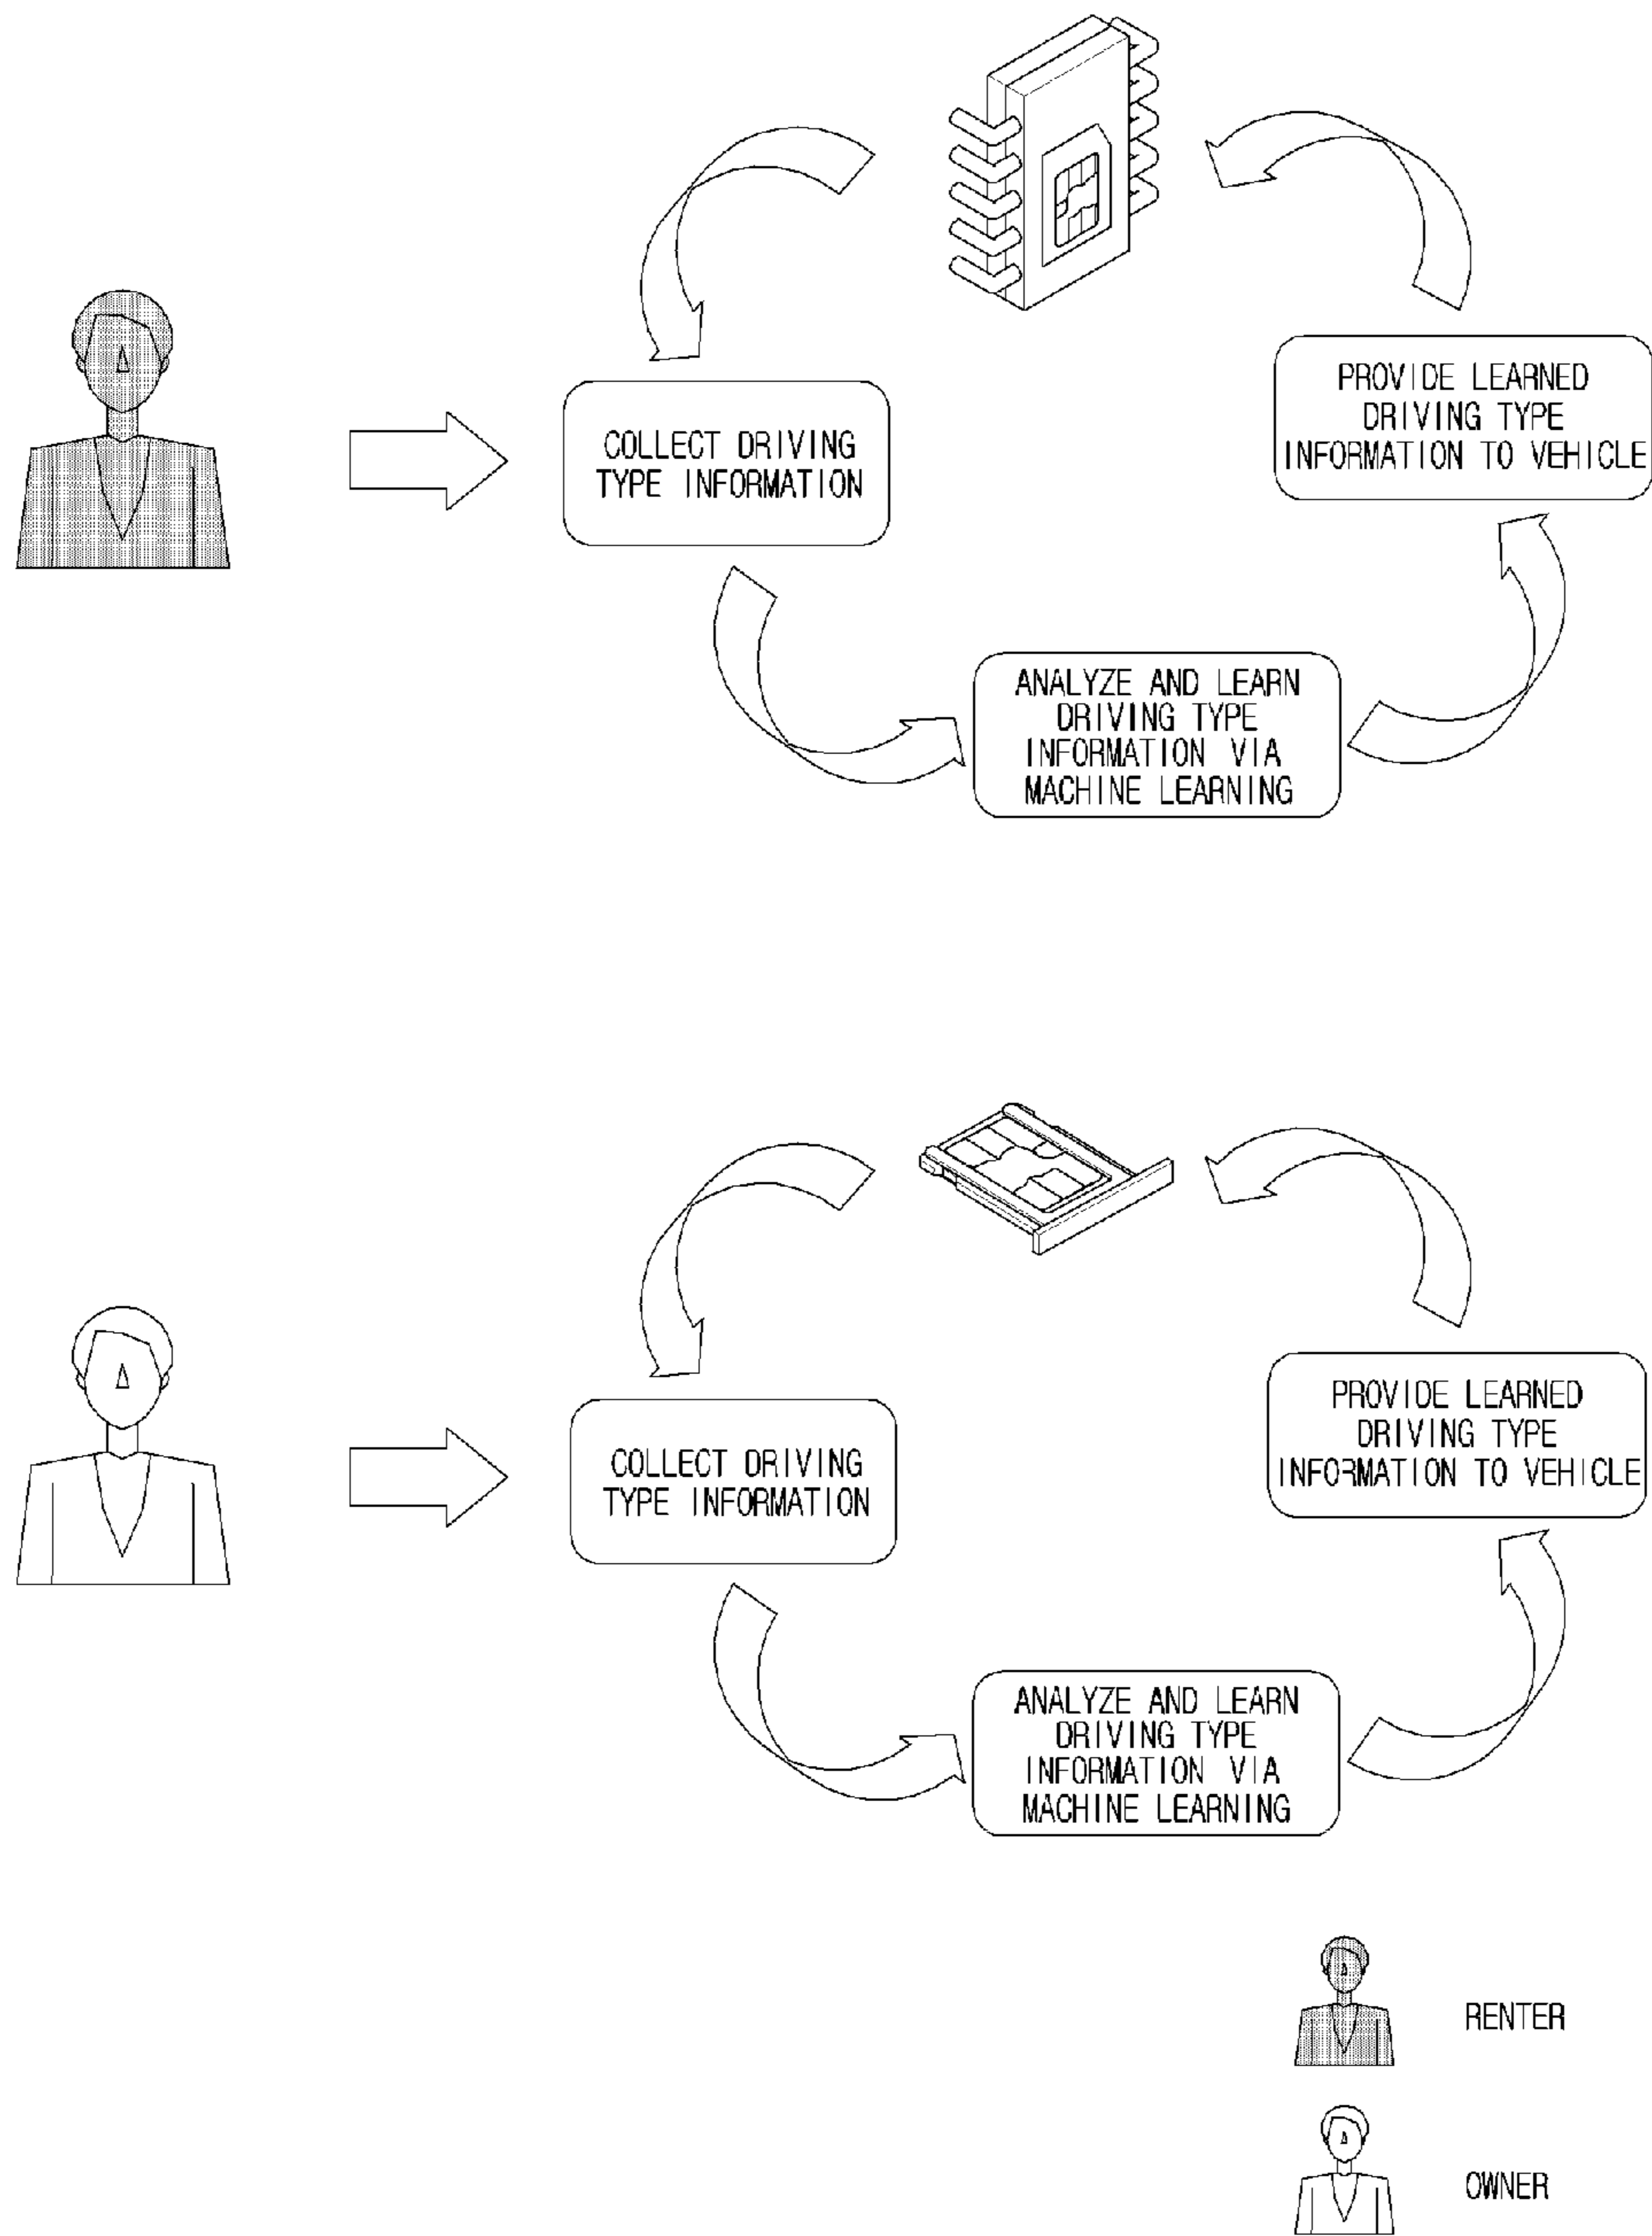 COLLECT DRIVING
TYPE INFORMATION
PROVIDE LEARNED
DRIVING TYPE
INFORMATION TO VEHICLE
ANALYZE AND LEARN
DRIVING TYPE
INFORMATION VIA
MACHINE LEARNING
COLLECT DRIVING
TYPE INFORMATION
PROVIDE LEARNED
DRIVING TYPE
INFORMATION TO VEHICLE
ANALYZE AND LEARN
DRIVING TYPE
INFORMATION VIA
MACHINE LEARNING
RENTER
OWNER